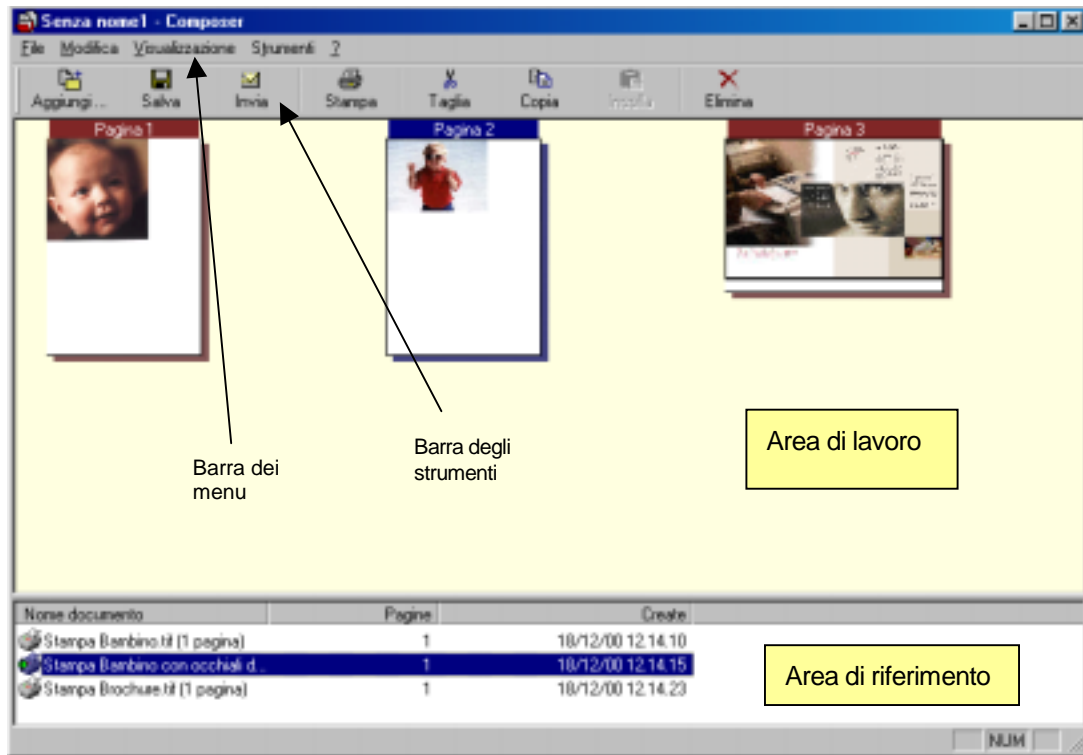 Senza nome1 - Composer
File Modifica Visualizzazione Strumenti ?
Aggiungi... Salva Invia Stampa Taglia Copia Incolla Elimina
Pagina 1 Pagina 2 Pagina 3
Barra dei
menu
Barra degli
strumenti
Area di lavoro
Nome documento Pagine Create
Stampa Bambino.tif (1 pagina) 1 18/12/00 12.14.10
Stampa Bambino con occhiali d... 1 18/12/00 12.14.15
Stampa Brochure.tif (1 pagina) 1 18/12/00 12.14.23
Area di riferimento
NUM